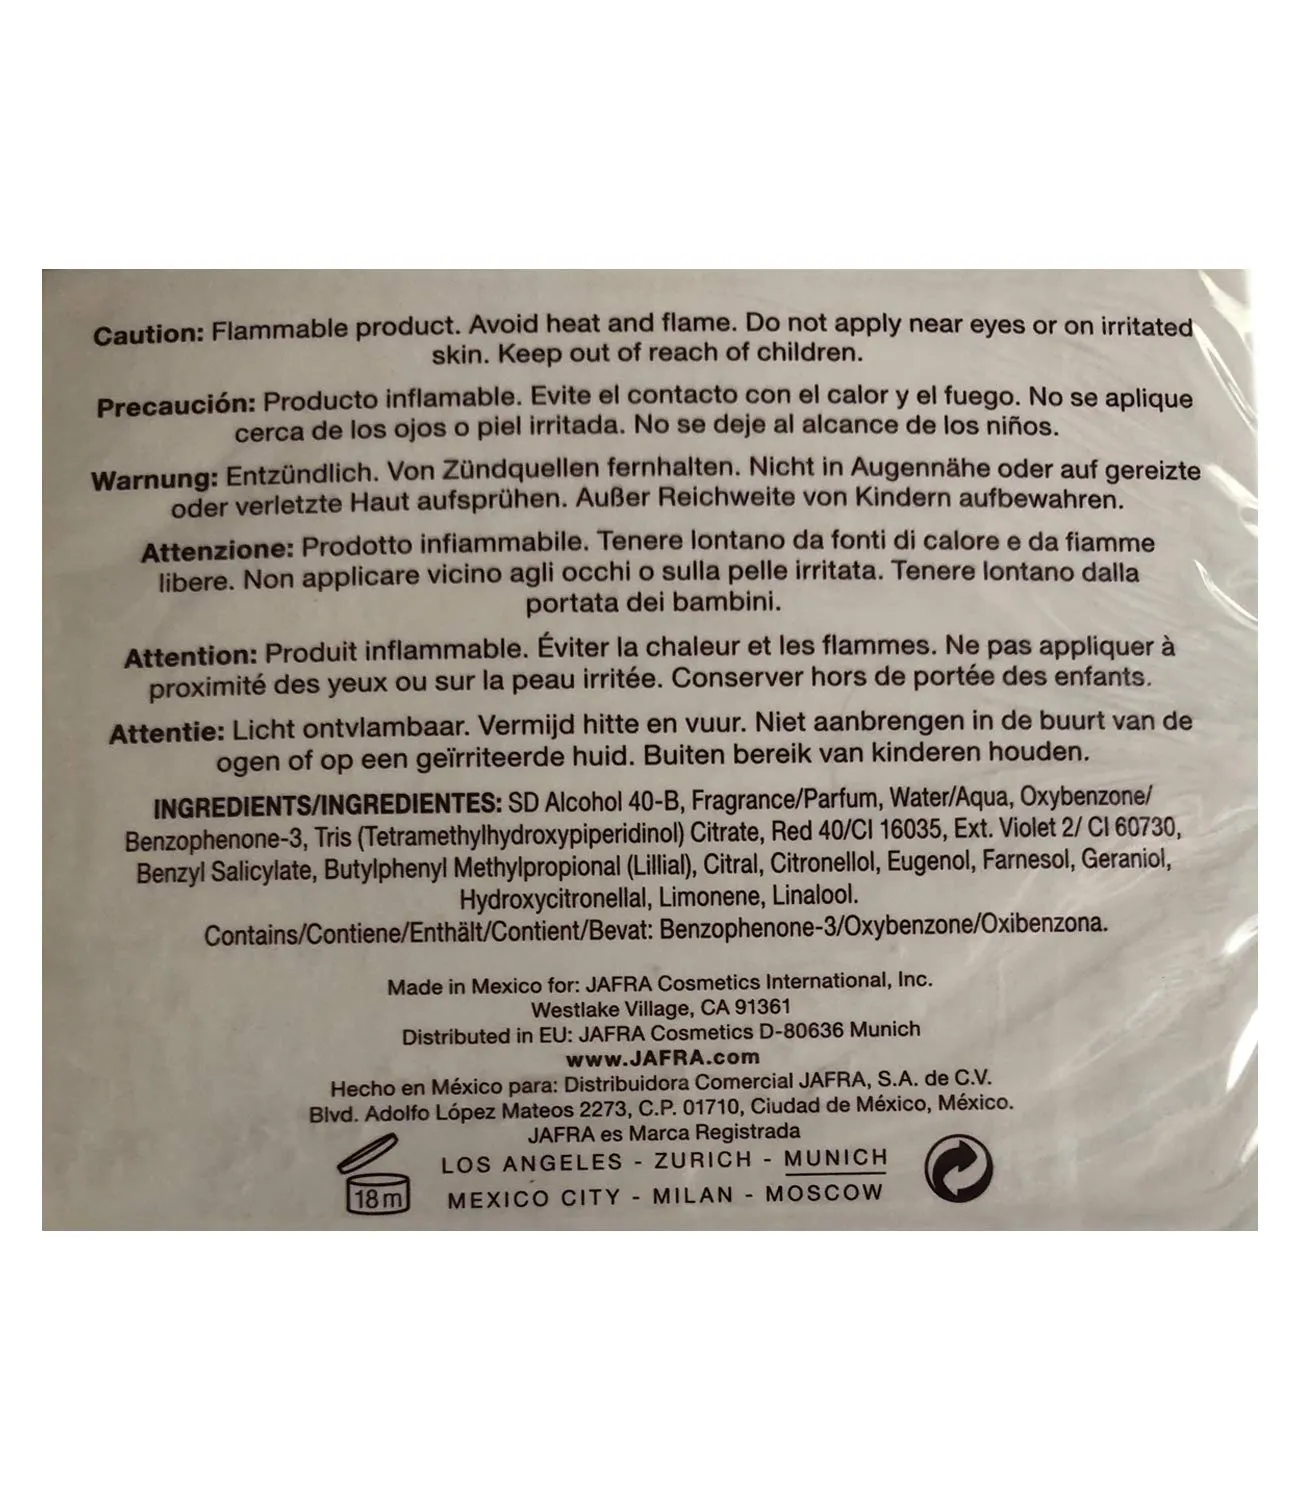 Caution: Flammable product. Avoid heat and flame. Do not apply near eyes or on irritated
skin. Keep out of reach of children.
Precaución: Producto inflamable. Evite el contacto con el calor y el fuego. No se aplique
cerca de los ojos o piel irritada. No se deje al alcance de los niños.
Warnung: Entzündlich. Von Zündquellen fernhalten. Nicht in Augennähe oder auf gereizte
oder verletzte Haut aufsprühen. Außer Reichweite von Kindern aufbewahren.
Attenzione: Prodotto infiammabile. Tenere lontano da fonti di calore e da fiamme
libere. Non applicare vicino agli occhi o sulla pelle irritata. Tenere lontano dalla
portata dei bambini.
Attention: Produit inflammable. Éviter la chaleur et les flammes. Ne pas appliquer à
proximité des yeux ou sur la peau irritée. Conserver hors de portée des enfants.
Attentie: Licht ontvlambaar. Vermijd hitte en vuur. Niet aanbrengen in de buurt van de
ogen of op een geïrriteerde huid. Buiten bereik van kinderen houden.
INGREDIENTS/INGREDIENTES: SD Alcohol 40-B, Fragrance/Parfum, Water/Aqua, Oxybenzone/
Benzophenone-3, Tris (Tetramethylhydroxypiperidinol) Citrate, Red 40/CI 16035, Ext. Violet 2/ CI 60730,
Benzyl Salicylate, Butylphenyl Methylpropional (Lillial), Citral, Citronellol, Eugenol, Farnesol, Geraniol,
Hydroxycitronellal, Limonene, Linalool.
Contains/Contiene/Enthält/Contient/Bevat: Benzophenone-3/Oxybenzone/Oxibenzona.
Made in Mexico for: JAFRA Cosmetics International, Inc.
Westlake Village, CA 91361
Distributed in EU: JAFRA Cosmetics D-80636 Munich
www.JAFRA.com
Hecho en México para: Distribuidora Comercial JAFRA, S.A. de C.V.
Blvd. Adolfo López Mateos 2273, C.P. 01710, Ciudad de México, México.
JAFRA es Marca Registrada
LOS ANGELES - ZURICH - MUNICH
18m MEXICO CITY - MILAN - MOSCOW